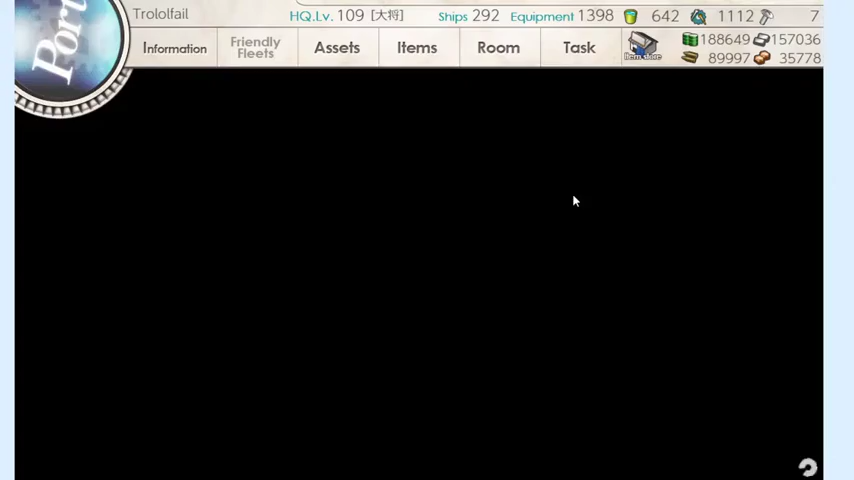 Port
Trololfail
HQ.Lv. 109 [大将] Ships 292 Equipment 1398 642 1112 7
Information
Friendly
Fleets
Assets
Items
Room
Task
Item store
188649 157036
89997 35778